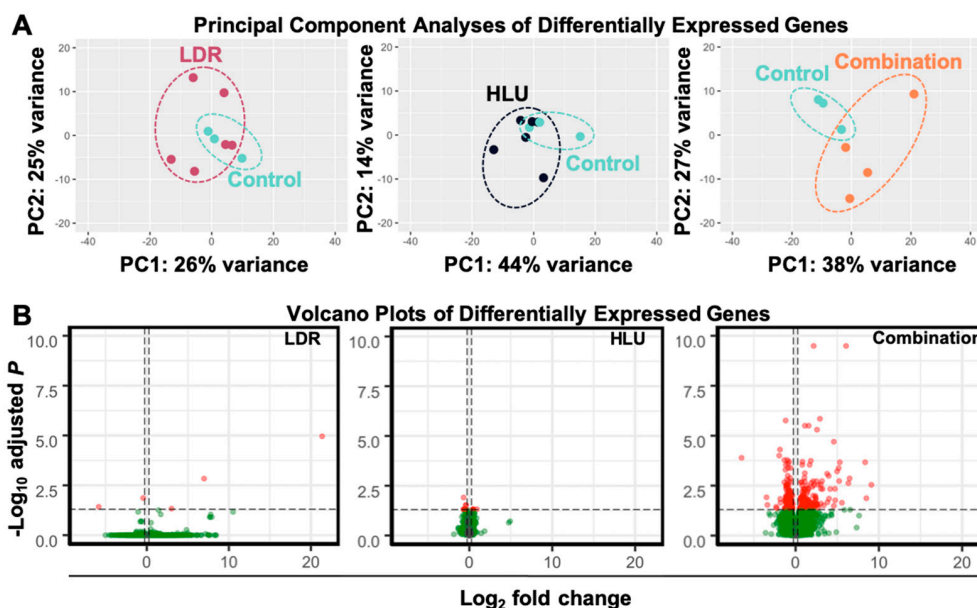 A
Principal Component Analyses of Differentially Expressed Genes
PC2: 25% variance
20
10
0
-10
-20
LDR
Control
-40
-20
0
20
40
PC1: 26% variance
PC2: 14% variance
20
10
0
-10
-20
HLU
Control
-40
-20
0
20
40
PC1: 44% variance
PC2: 27% variance
20
10
0
-10
-20
Control
Combination
-40
-20
0
20
40
PC1: 38% variance
B
Volcano Plots of Differentially Expressed Genes
-Log10 adjusted P
10.0
7.5
5.0
2.5
0.0
LDR
0
10
20
10.0
7.5
5.0
2.5
0.0
HLU
0
10
20
10.0
7.5
5.0
2.5
0.0
Combination
0
10
20
Log2 fold change